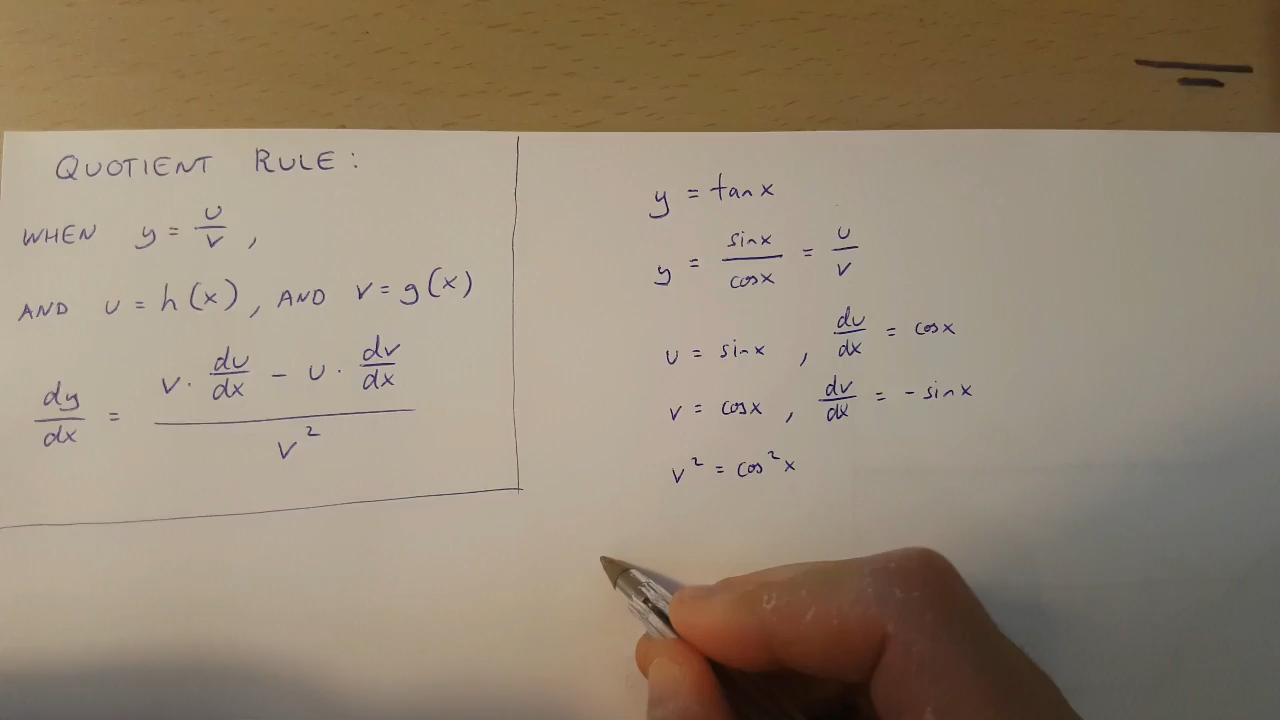 QUOTIENT RULE:
WHEN y = u/v ,
AND u = h(x), AND v = g(x)
dy/dx = (v · du/dx - u · dv/dx) / v²
y = tan x
y = sin x / cos x = u/v
u = sin x , du/dx = cos x
v = cos x , dv/dx = - sin x
v² = cos² x